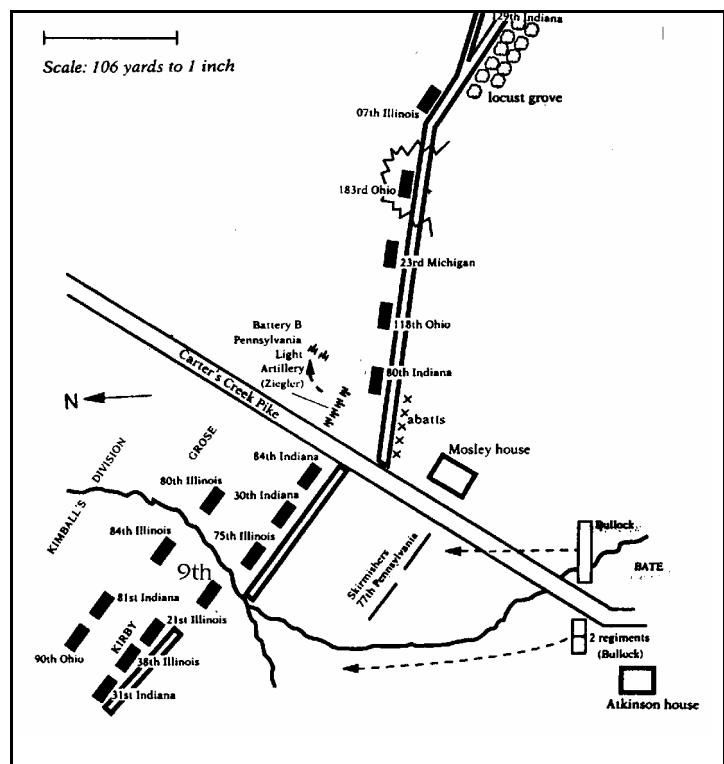 129th Indiana
Scale: 106 yards to 1 inch
locust grove
07th Illinois
183rd Ohio
23rd Michigan
Battery B
Pennsylvania
Light
Artillery
(Ziegler)
118th Ohio
Carter's Creek Pike
80th Indiana
N
abatis
Mosley house
GROSE
84th Indiana
KIMBALL'S DIVISION
80th Illinois
30th Indiana
84th Illinois
75th Illinois
Bullock
Skirmishers
77th Pennsylvania
BATE
9th
81st Indiana
21st Illinois
KIRBY
2 regiments
(Bullock)
90th Ohio
38th Illinois
31st Indiana
Atkinson house